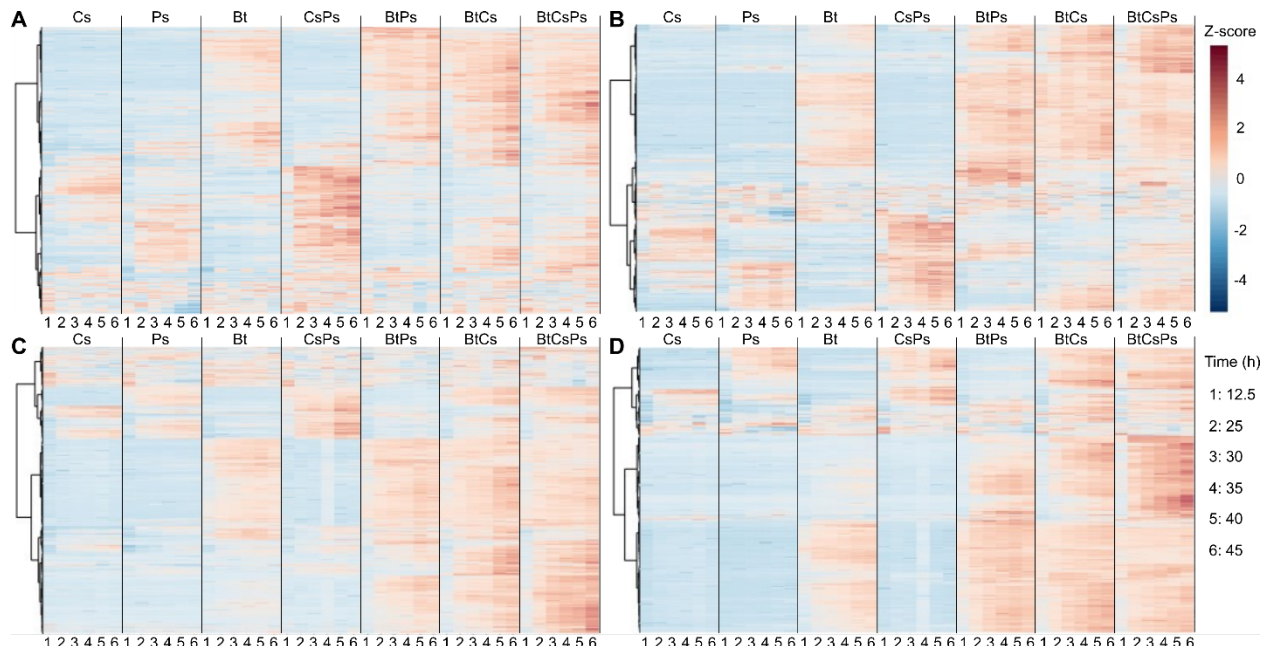 A Cs Ps Bt CsPs BtPs BtCs BtCsPs
1 2 3 4 5 6 1 2 3 4 5 6 1 2 3 4 5 6 1 2 3 4 5 6 1 2 3 4 5 6 1 2 3 4 5 6 1 2 3 4 5 6
B Cs Ps Bt CsPs BtPs BtCs BtCsPs
1 2 3 4 5 6 1 2 3 4 5 6 1 2 3 4 5 6 1 2 3 4 5 6 1 2 3 4 5 6 1 2 3 4 5 6 1 2 3 4 5 6
Z-score
4
2
0
-2
-4
C Cs Ps Bt CsPs BtPs BtCs BtCsPs
1 2 3 4 5 6 1 2 3 4 5 6 1 2 3 4 5 6 1 2 3 4 5 6 1 2 3 4 5 6 1 2 3 4 5 6 1 2 3 4 5 6
D Cs Ps Bt CsPs BtPs BtCs BtCsPs
1 2 3 4 5 6 1 2 3 4 5 6 1 2 3 4 5 6 1 2 3 4 5 6 1 2 3 4 5 6 1 2 3 4 5 6 1 2 3 4 5 6
Time (h)
1: 12.5
2: 25
3: 30
4: 35
5: 40
6: 45